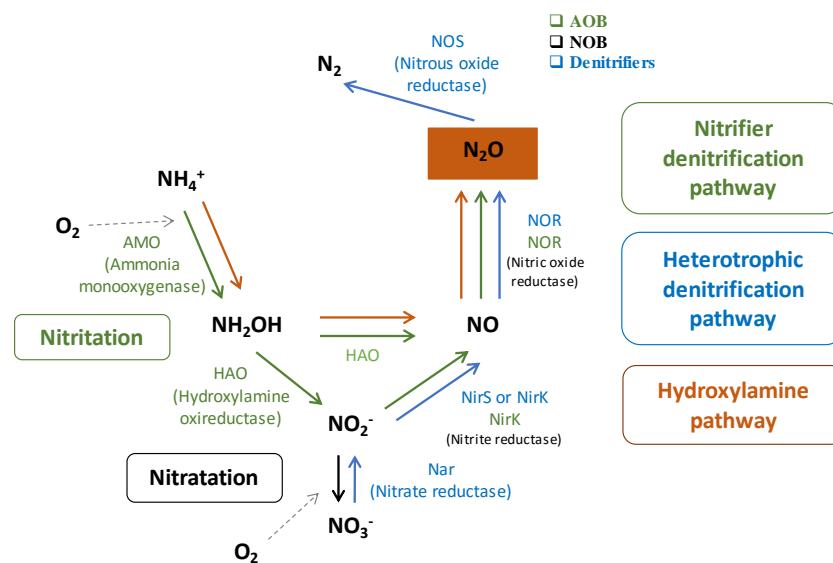 ❑ AOB
❑ NOB
❑ Denitrifiers
NOS
(Nitrous oxide
reductase)
N₂
N₂O
Nitrifier
denitrification
pathway
NH₄⁺
O₂
AMO
(Ammonia
monooxygenase)
NOR
NOR
(Nitric oxide
reductase)
Heterotrophic
denitrification
pathway
Nitritation
NH₂OH
HAO
NO
HAO
(Hydroxylamine
oxireductase)
NirS or NirK
NirK
(Nitrite reductase)
Hydroxylamine
pathway
NO₂⁻
Nitratation
Nar
(Nitrate reductase)
NO₃⁻
O₂